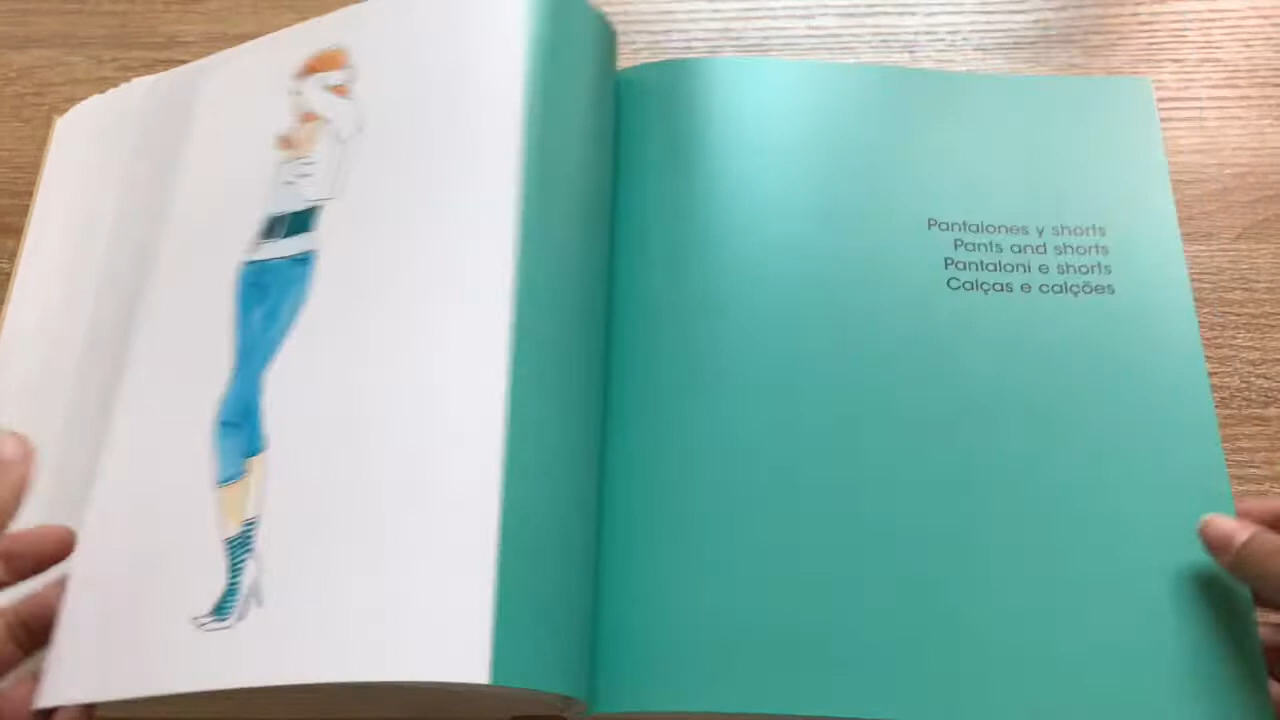 Pantalones y shorts
Pants and shorts
Pantaloni e shorts
Calças e calções